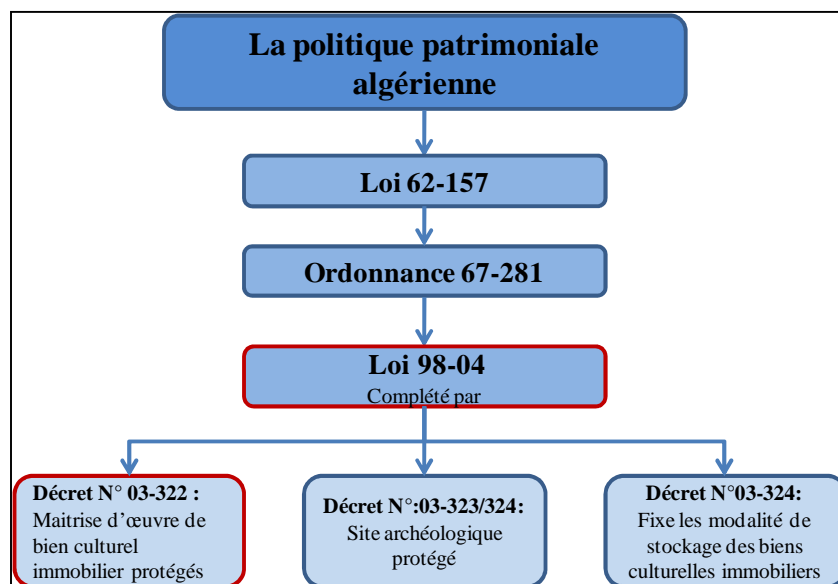 La politique patrimoniale
algérienne
Loi 62-157
Ordonnance 67-281
Loi 98-04
Complété par
Décret N° 03-322 :
Maitrise d'œuvre de
bien culturel
immobilier protégés
Décret N°:03-323/324:
Site archéologique
protégé
Décret N°03-324:
Fixe les modalité de
stockage des biens
culturelles immobiliers